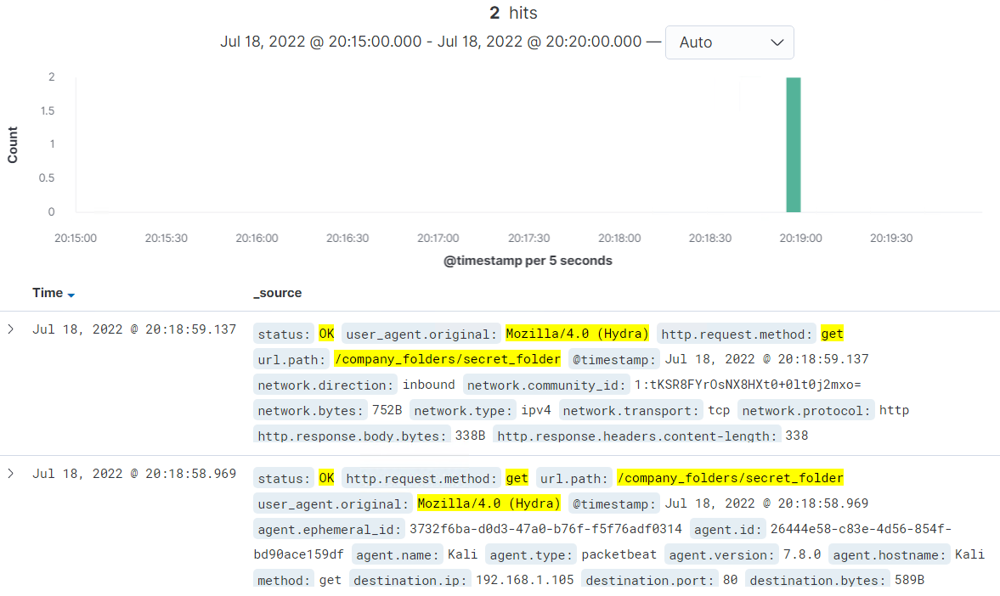 2 hits
Jul 18, 2022 @ 20:15:00.000 - Jul 18, 2022 @ 20:20:00.000 — Auto
2
1.5
1
0.5
0
Count
20:15:00 20:15:30 20:16:00 20:16:30 20:17:00 20:17:30 20:18:00 20:18:30 20:19:00 20:19:30
@timestamp per 5 seconds
Time _source
Jul 18, 2022 @ 20:18:59.137 status: OK user_agent.original: Mozilla/4.0 (Hydra) http.request.method: get
url.path: /company_folders/secret_folder @timestamp: Jul 18, 2022 @ 20:18:59.137
network.direction: inbound network.community_id: 1:tKSR8FYrOsNX8HXt0+0lt0j2mxo=
network.bytes: 752B network.type: ipv4 network.transport: tcp network.protocol: http
http.response.body.bytes: 338B http.response.headers.content-length: 338
Jul 18, 2022 @ 20:18:58.969 status: OK http.request.method: get url.path: /company_folders/secret_folder
user_agent.original: Mozilla/4.0 (Hydra) @timestamp: Jul 18, 2022 @ 20:18:58.969
agent.ephemeral_id: 3732f6ba-d0d3-47a0-b76f-f5f76adf0314 agent.id: 26444e58-c83e-4d56-854f-
bd90ace159df agent.name: Kali agent.type: packetbeat agent.version: 7.8.0 agent.hostname: Kali
method: get destination.ip: 192.168.1.105 destination.port: 80 destination.bytes: 589B